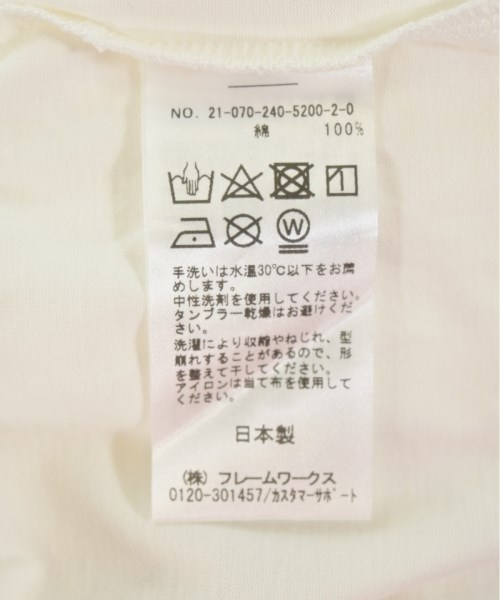 NO. 21-070-240-5200-2-0
綿 100%
W
手洗いは水温30℃以下をお薦
めします。
中性洗剤を使用してください。
タンブラー乾燥はお避けくだ
さい。
洗濯により収縮やねじれ、型
崩れすることがあるので、形
を整えて干してください。
アイロンは当て布を使用して
ください。
日本製
(株) フレームワークス
0120-301457/カスタマーサポート